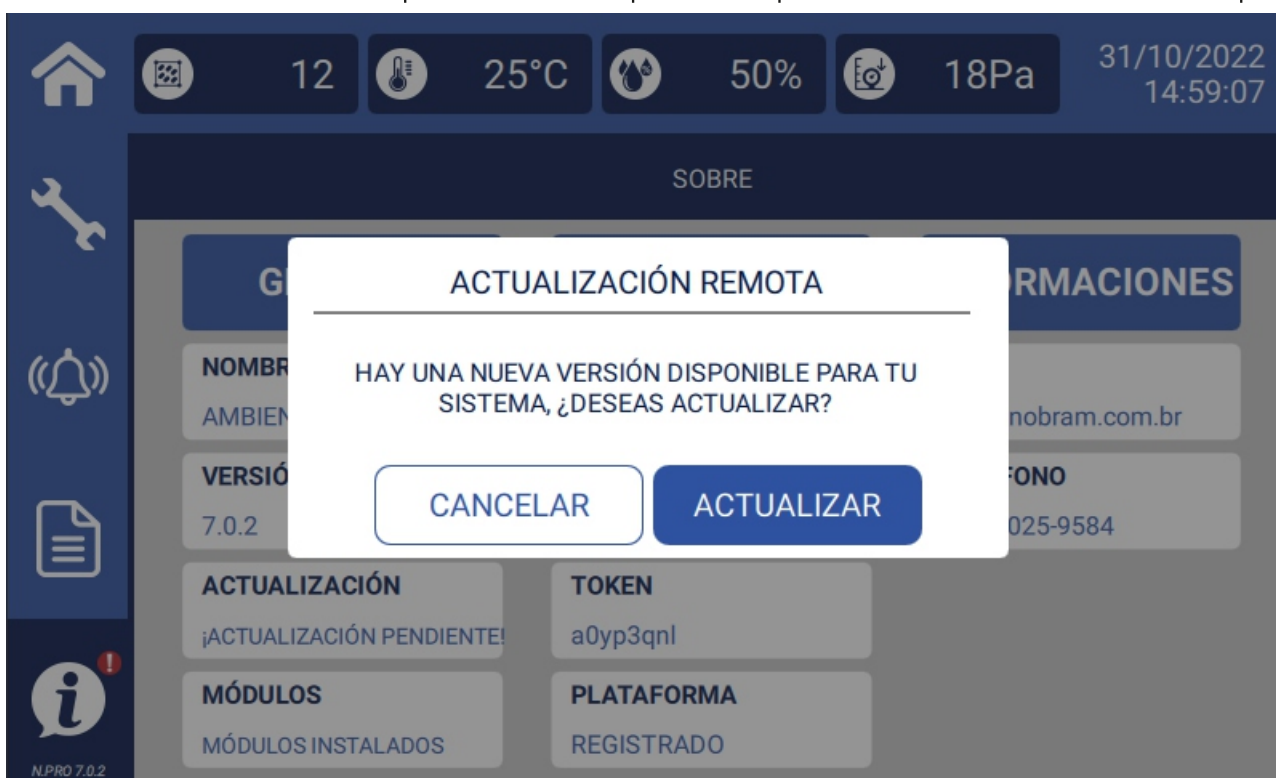 12
25°C
50%
18Pa
31/10/2022
14:59:07
SOBRE
ACTUALIZACIÓN REMOTA
HAY UNA NUEVA VERSIÓN DISPONIBLE PARA TU
SISTEMA, ¿DESEAS ACTUALIZAR?
CANCELAR
ACTUALIZAR
G
RMACIONES
NOMBR
AMBIEN
nobram.com.br
VERSIÓ
7.0.2
FONO
025-9584
ACTUALIZACIÓN
¡ACTUALIZACIÓN PENDIENTE!
TOKEN
a0yp3qnl
MÓDULOS
MÓDULOS INSTALADOS
PLATAFORMA
REGISTRADO
N.PRO 7.0.2